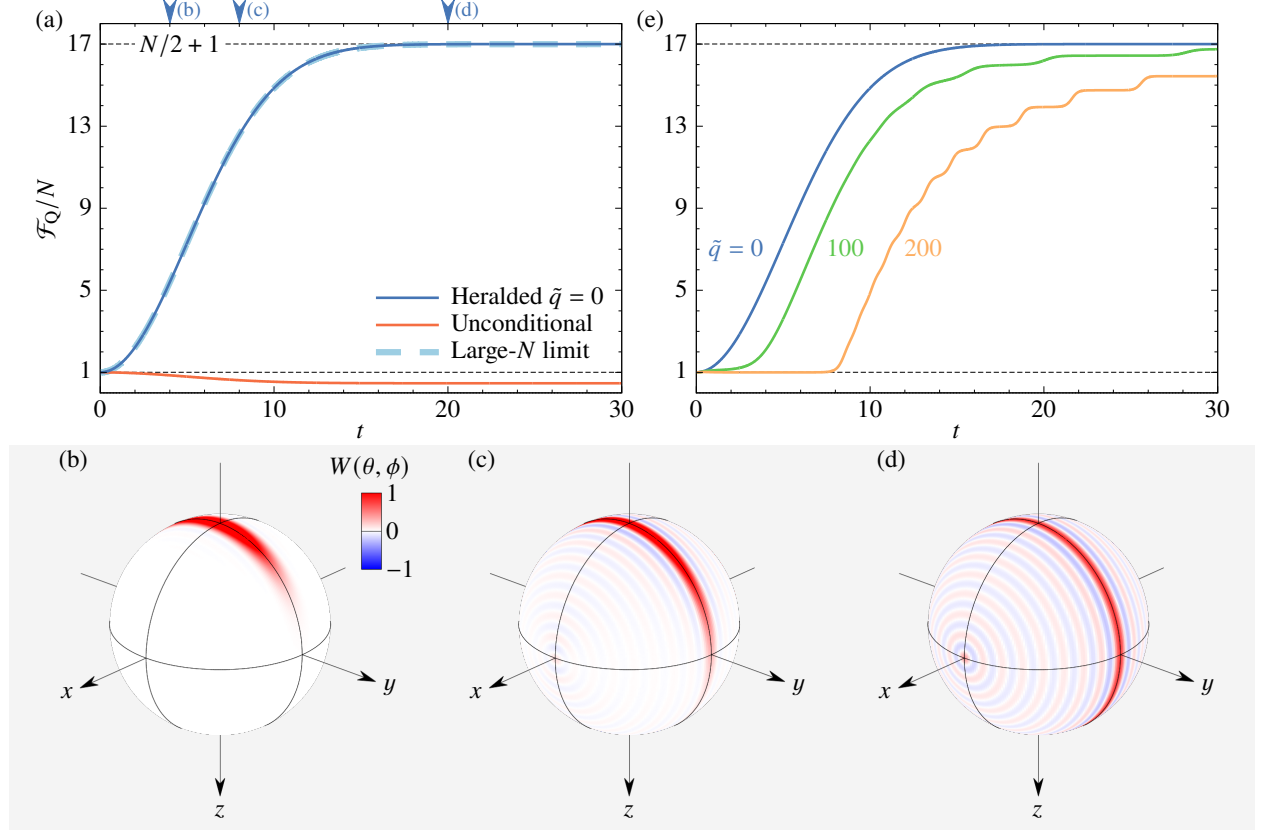 (a)
(b)
(c)
(d)
(e)
17
N/2 + 1
13
9
5
1
ℱ_Q/N
Heralded q̃ = 0
Unconditional
Large-N limit
0
10
20
30
t
17
13
9
5
1
q̃ = 0
100
200
0
10
20
30
t
(b)
W(θ, ϕ)
1
0
−1
x
y
z
(c)
x
y
z
(d)
x
y
z